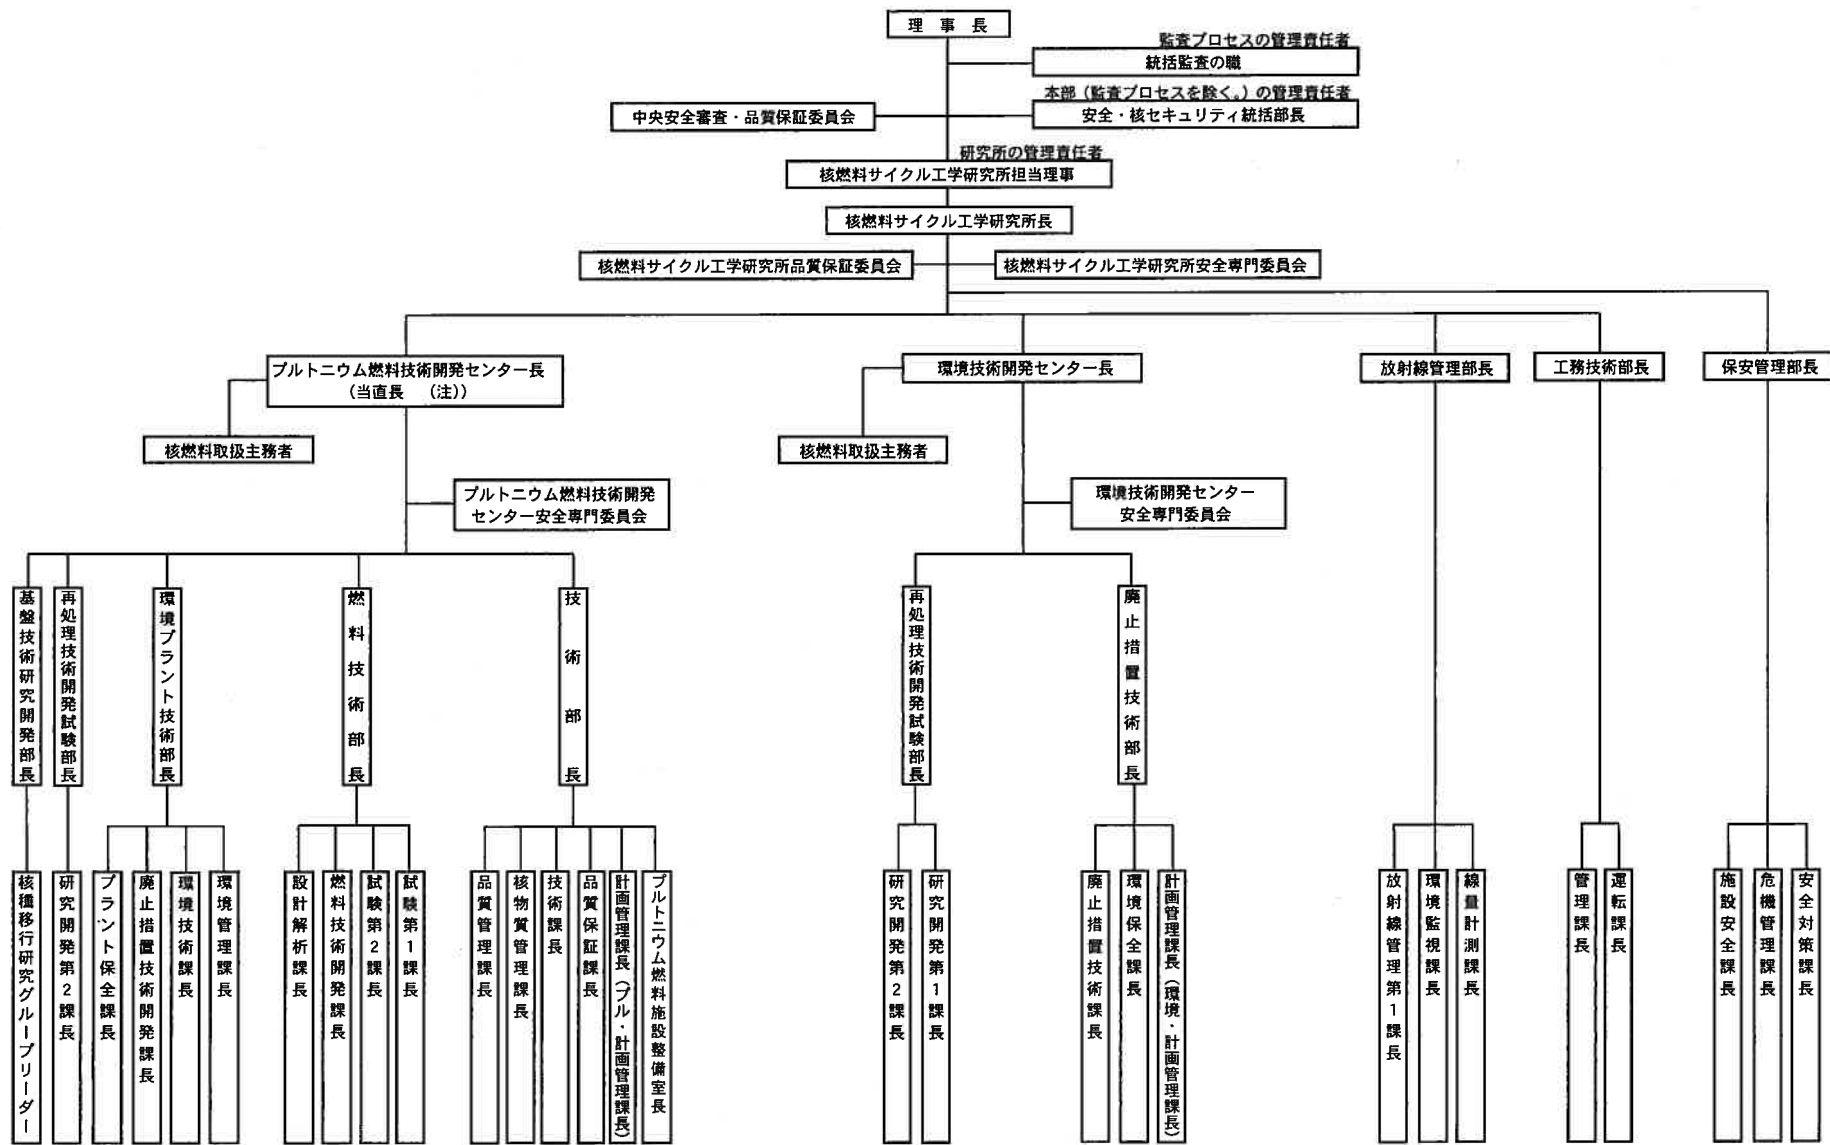 理事長
監査プロセスの管理責任者
統括監査の職
本部（監査プロセスを除く。）の管理責任者
中央安全審査・品質保証委員会
安全・核セキュリティ統括部長
研究所の管理責任者
核燃料サイクル工学研究所担当理事
核燃料サイクル工学研究所長
核燃料サイクル工学研究所品質保証委員会
核燃料サイクル工学研究所安全専門委員会
プルトニウム燃料技術開発センター長
（当直長　（注））
環境技術開発センター長
放射線管理部長
工務技術部長
保安管理部長
核燃料取扱主務者
核燃料取扱主務者
プルトニウム燃料技術開発
センター安全専門委員会
環境技術開発センター
安全専門委員会
基盤技術研究開発部長
再処理技術開発試験部長
環境プラント技術部長
燃料技術部長
技術部長
再処理技術開発試験部長
廃止措置技術部長
核種移行研究グループリーダー
研究開発第2課長
プラント保全課長
廃止措置技術開発課長
環境技術課長
環境管理課長
設計解析課長
燃料技術開発課長
試験第2課長
試験第1課長
品質管理課長
核物質管理課長
技術課長
品質保証課長
計画管理課長（プル・計画管理課長）
プルトニウム燃料施設整備室長
研究開発第2課長
研究開発第1課長
廃止措置技術課長
環境保全課長
計画管理課長（環境・計画管理課長）
放射線管理第1課長
環境監視課長
線量計測課長
管理課長
運転課長
施設安全課長
危機管理課長
安全対策課長